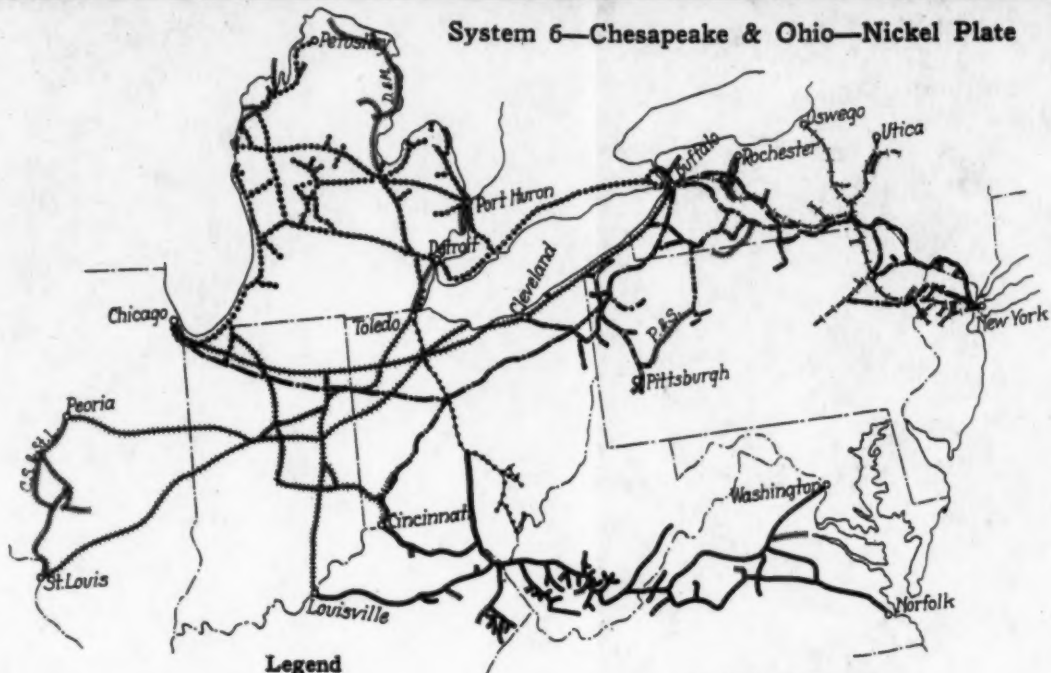 System 6—Chesapeake & Ohio—Nickel Plate
Petoskey
D & M.
Oswego
Utica
Buffalo
Rochester
Port Huron
Detroit
Cleveland
Chicago
Toledo
P. & S.
New York
Pittsburgh
Peoria
Washington
Cincinnati
St. Louis
Louisville
Norfolk
Legend